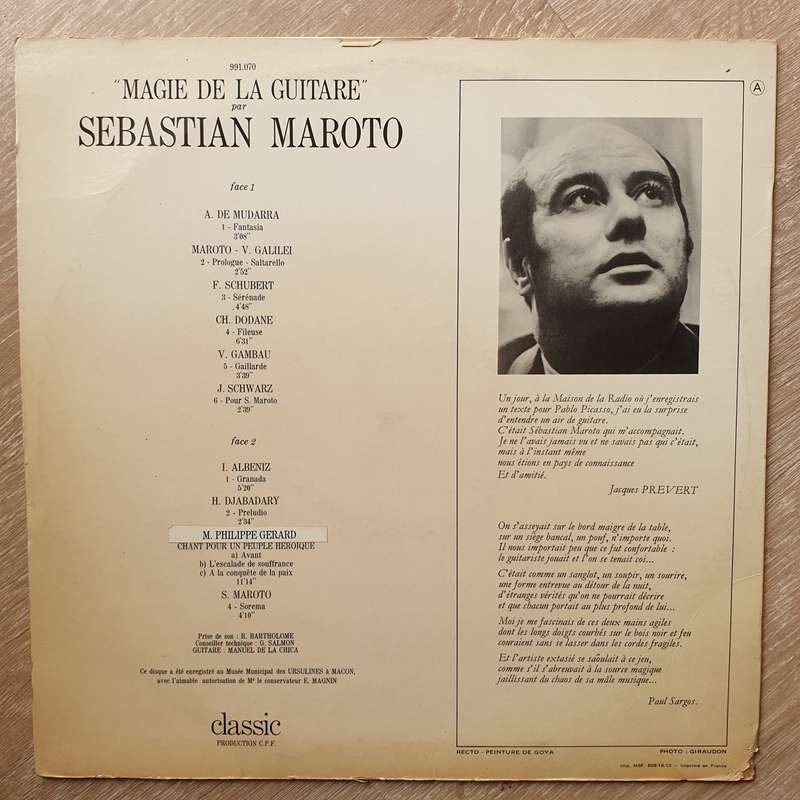 991.070
"MAGIE DE LA GUITARE"
par
SEBASTIAN MAROTO
face 1
A. DE MUDARRA
1 - Fantasia
3'08"
MAROTO - V. GALILEI
2 - Prologue - Saltarello
2'52"
F. SCHUBERT
3 - Sérénade
4'48"
CH. DODANE
4 - Fileuse
6'31"
V. GAMBAU
5 - Gaillarde
3'39"
J. SCHWARZ
6 - Pour S. Maroto
2'39"
face 2
I. ALBENIZ
1 - Granada
5'20"
H. DJABADARY
2 - Preludio
2'34"
M. PHILIPPE GERARD
CHANT POUR UN PEUPLE HEROIQUE
a) Avant
b) L'escalade de souffrance
c) A la conquête de la paix
11'14"
S. MAROTO
4 - Sorema
4'10"
Prise de son : R. BARTHOLOME
Conseiller technique : G. SALMON
GUITARE : MANUEL DE LA CHICA
Ce disque a été enregistré au Musée Municipal des URSULINES à MACON,
avec l'aimable autorisation de Mr le conservateur E. MAGNIN
classic
PRODUCTION C.P.F.
A
Un jour, à la Maison de la Radio où j'enregistrais
un texte pour Pablo Picasso, j'ai eu la surprise
d'entendre un air de guitare.
C'était Sébastian Maroto qui m'accompagnait.
Je ne l'avais jamais vu et ne savais pas qui c'était,
mais à l'instant même
nous étions en pays de connaissance
Et d'amitié.
Jacques PREVERT
On s'asseyait sur le bord maigre de la table,
sur un siège bancal, un pouf, n'importe quoi.
Il nous importait peu que ce fut confortable :
le guitariste jouait et l'on se tenait coi...
C'était comme un sanglot, un soupir, un sourire,
une forme entrevue au détour de la nuit,
d'étranges vérités qu'on ne pourrait décrire
et que chacun portait au plus profond de lui...
Moi je me fascinais de ces deux mains agiles
dont les longs doigts courbés sur le bois noir et feu
couraient sans se lasser dans les cordes fragiles.
Et l'artiste extasié se saoulait à ce jeu,
comme s'il s'abreuvait à la source magique
jaillissant du chaos de sa mâle musique...
Paul Sargos.
RECTO - PEINTURE DE GOYA
PHOTO : GIRAUDON
Imprimé en France